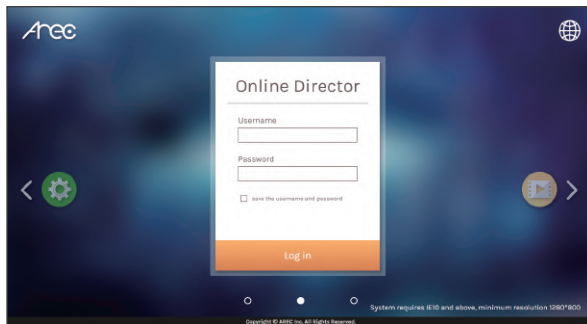 Arec
Online Director
Username
Password
save the username and password
Log in
System requires IE10 and above, minimum resolution 1280*800
Copyright © AREC Inc. All Rights Reserved.